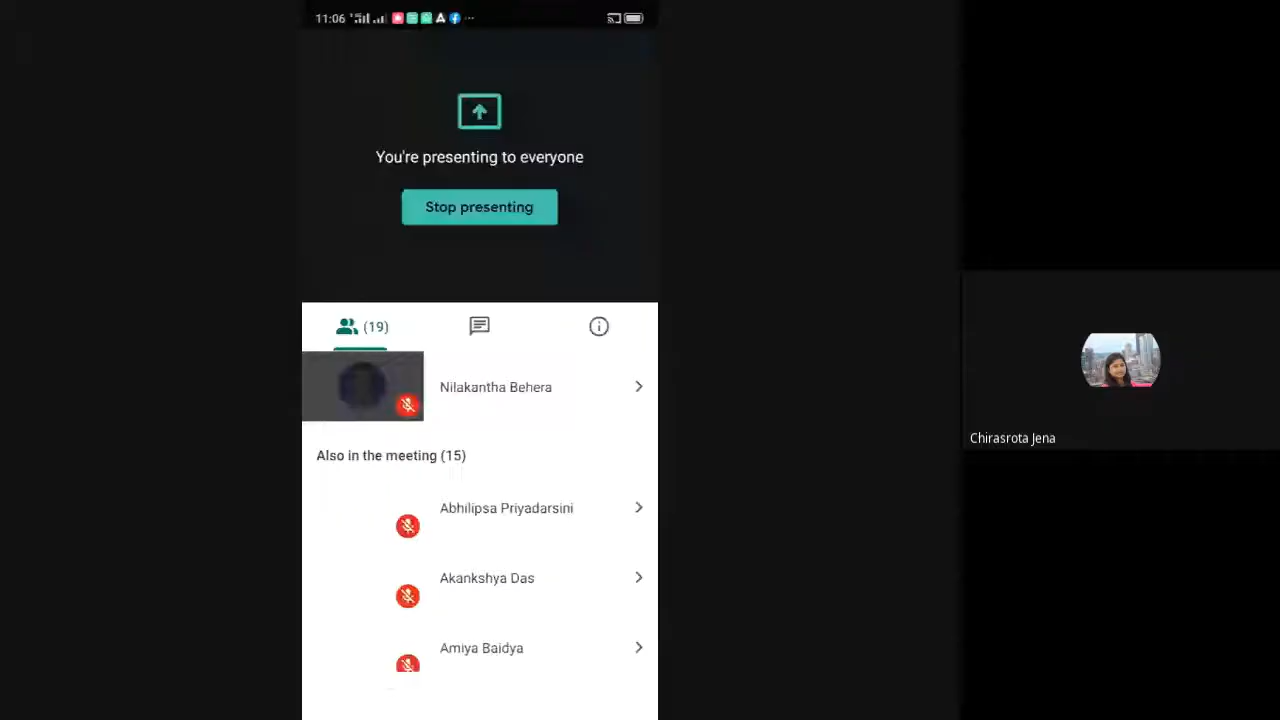 11:06
You're presenting to everyone
Stop presenting
(19)
Nilakantha Behera
Also in the meeting (15)
Abhilipsa Priyadarsini
Akankshya Das
Amiya Baidya
Chirasrota Jena